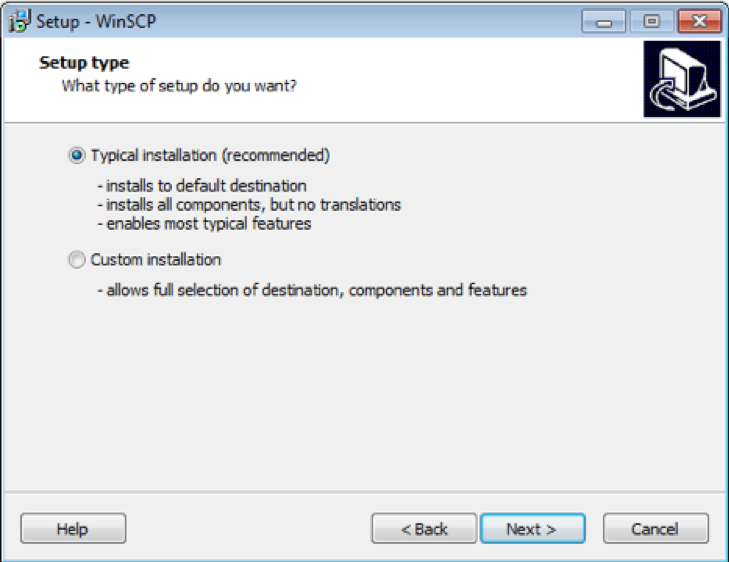 Setup - WinSCP
Setup type
What type of setup do you want?
Typical installation (recommended)
- installs to default destination
- installs all components, but no translations
- enables most typical features
Custom installation
- allows full selection of destination, components and features
Help
< Back
Next >
Cancel